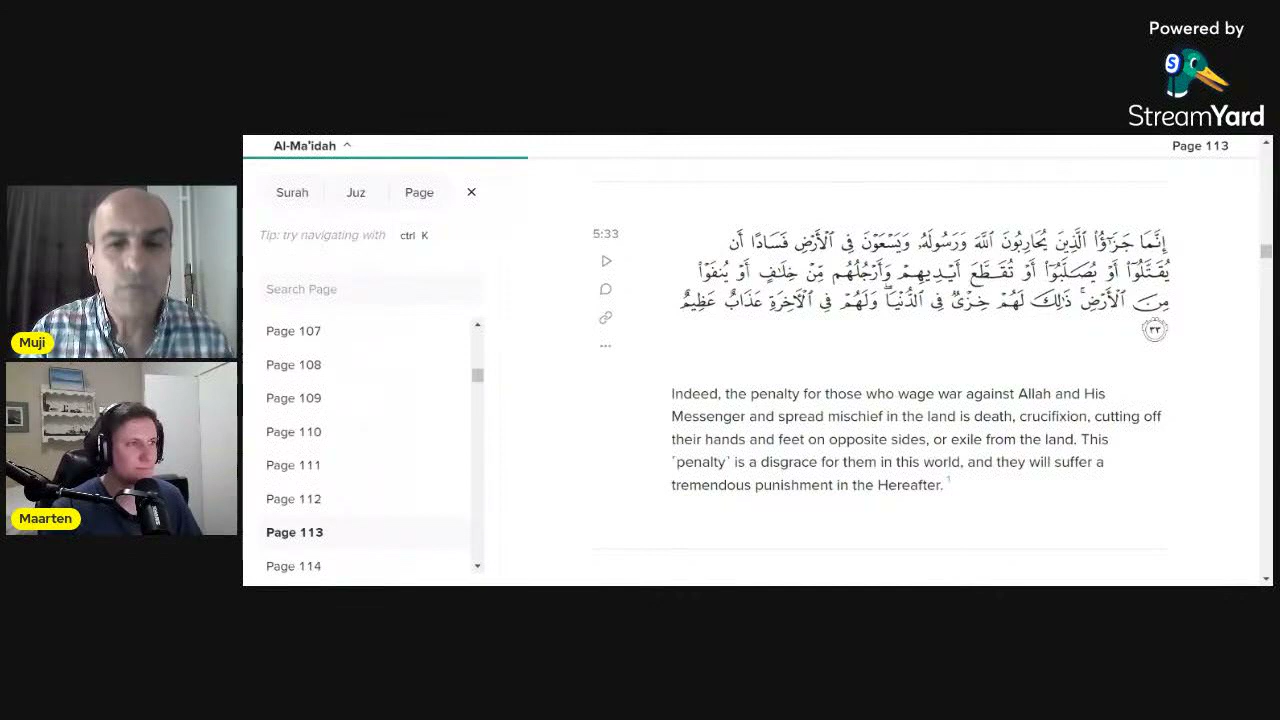 Powered by
S
StreamYard
Al-Ma'idah
Page 113
Surah Juz Page
Tip: try navigating with ctrl K
Search Page
Page 107
Page 108
Page 109
Page 110
Page 111
Page 112
Page 113
Page 114
5:33
إِنَّمَا جَزَٰٓؤُا۟ ٱلَّذِينَ يُحَارِبُونَ ٱللَّهَ وَرَسُولَهُۥ وَيَسْعَوْنَ فِى ٱلْأَرْضِ فَسَادًا أَن
يُقَتَّلُوٓا۟ أَوْ يُصَلَّبُوٓا۟ أَوْ تُقَطَّعَ أَيْدِيهِمْ وَأَرْجُلُهُم مِّنْ خِلَـٰفٍ أَوْ يُنفَوْا۟
مِنَ ٱلْأَرْضِ ۚ ذَٰلِكَ لَهُمْ خِزْىٌ فِى ٱلدُّنْيَا ۖ وَلَهُمْ فِى ٱلْـَٔاخِرَةِ عَذَابٌ عَظِيمٌ
٣٣
Indeed, the penalty for those who wage war against Allah and His
Messenger and spread mischief in the land is death, crucifixion, cutting off
their hands and feet on opposite sides, or exile from the land. This
˹penalty˺ is a disgrace for them in this world, and they will suffer a
tremendous punishment in the Hereafter. 1
Muji
Maarten